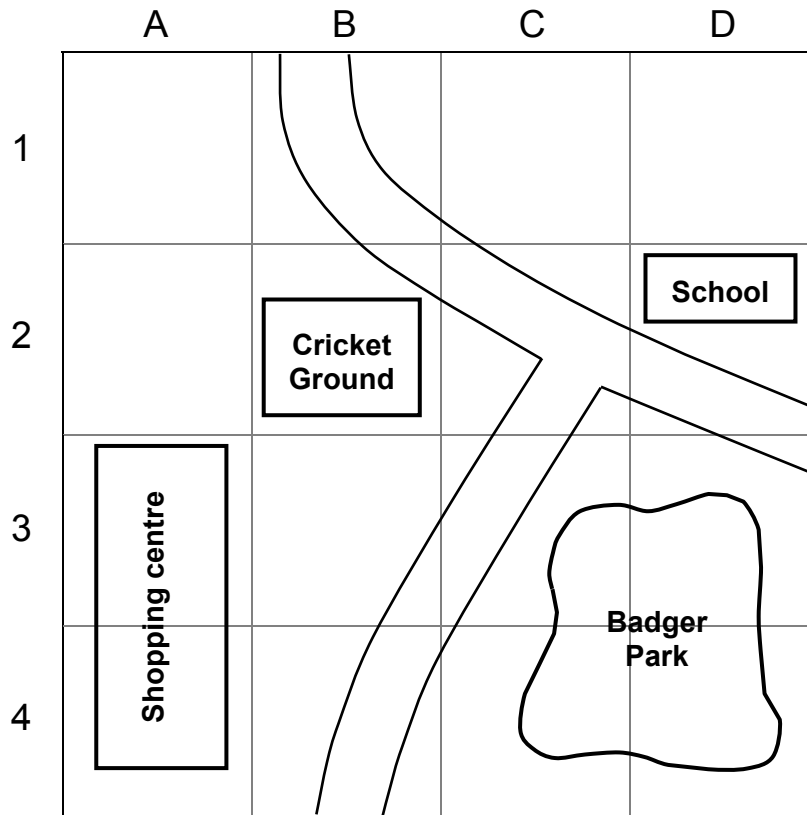 A B C D
1
2
3
4
School
Cricket
Ground
Shopping centre
Badger
Park